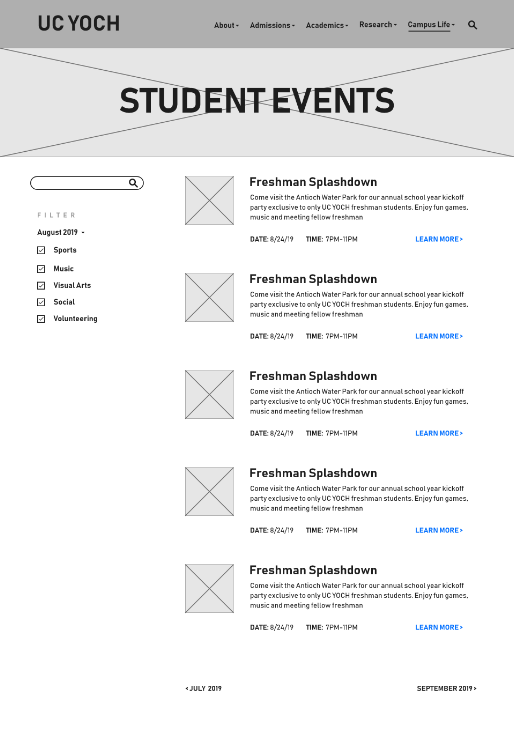 UC YOCH
About Admissions Academics Research Campus Life
STUDENT EVENTS
FILTER
August 2019
Sports
Music
Visual Arts
Social
Volunteering
Freshman Splashdown
Come visit the Antioch Water Park for our annual school year kickoff
party exclusive to only UC YOCH freshman students. Enjoy fun games,
music and meeting fellow freshman
DATE: 8/24/19 TIME: 7PM-11PM LEARN MORE >
Freshman Splashdown
Come visit the Antioch Water Park for our annual school year kickoff
party exclusive to only UC YOCH freshman students. Enjoy fun games,
music and meeting fellow freshman
DATE: 8/24/19 TIME: 7PM-11PM LEARN MORE >
Freshman Splashdown
Come visit the Antioch Water Park for our annual school year kickoff
party exclusive to only UC YOCH freshman students. Enjoy fun games,
music and meeting fellow freshman
DATE: 8/24/19 TIME: 7PM-11PM LEARN MORE >
Freshman Splashdown
Come visit the Antioch Water Park for our annual school year kickoff
party exclusive to only UC YOCH freshman students. Enjoy fun games,
music and meeting fellow freshman
DATE: 8/24/19 TIME: 7PM-11PM LEARN MORE >
Freshman Splashdown
Come visit the Antioch Water Park for our annual school year kickoff
party exclusive to only UC YOCH freshman students. Enjoy fun games,
music and meeting fellow freshman
DATE: 8/24/19 TIME: 7PM-11PM LEARN MORE >
< JULY 2019 SEPTEMBER 2019 >